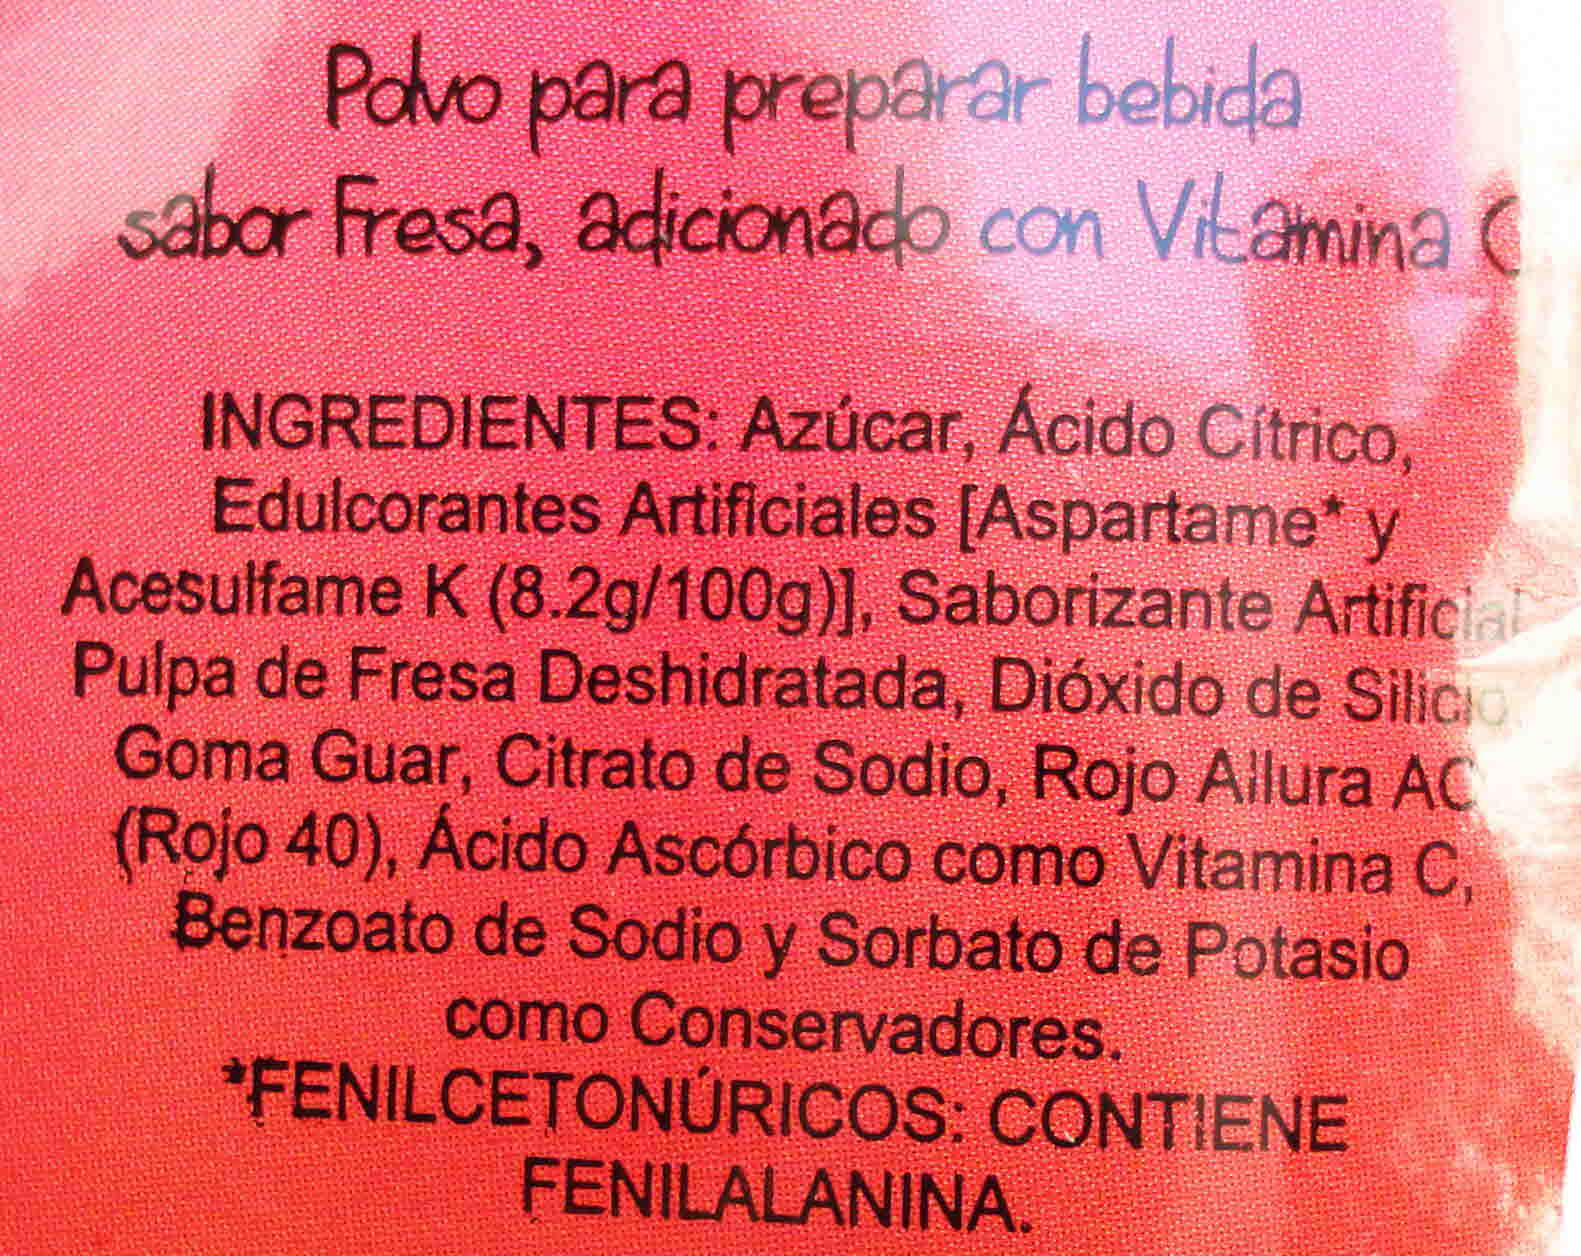 Polvo para preparar bebida
sabor Fresa, adicionado con Vitamina C
INGREDIENTES: Azúcar, Ácido Cítrico,
Edulcorantes Artificiales [Aspartame* y
Acesulfame K (8.2g/100g)], Saborizante Artificial
Pulpa de Fresa Deshidratada, Dióxido de Silicio,
Goma Guar, Citrato de Sodio, Rojo Allura AC
(Rojo 40), Ácido Ascórbico como Vitamina C,
Benzoato de Sodio y Sorbato de Potasio
como Conservadores.
*FENILCETONÚRICOS: CONTIENE
FENILALANINA.